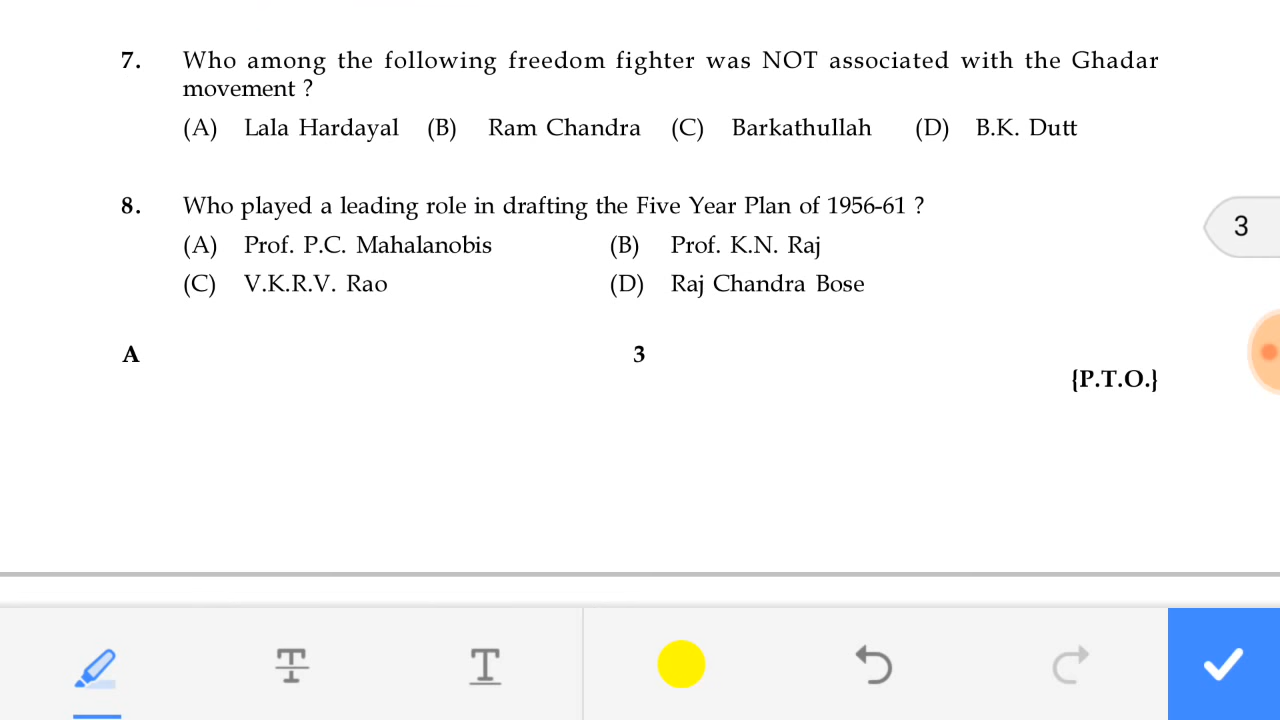 7. Who among the following freedom fighter was NOT associated with the Ghadar
movement ?
(A) Lala Hardayal (B) Ram Chandra (C) Barkathullah (D) B.K. Dutt
8. Who played a leading role in drafting the Five Year Plan of 1956-61 ?
(A) Prof. P.C. Mahalanobis (B) Prof. K.N. Raj
(C) V.K.R.V. Rao (D) Raj Chandra Bose
3
A 3
{P.T.O.}